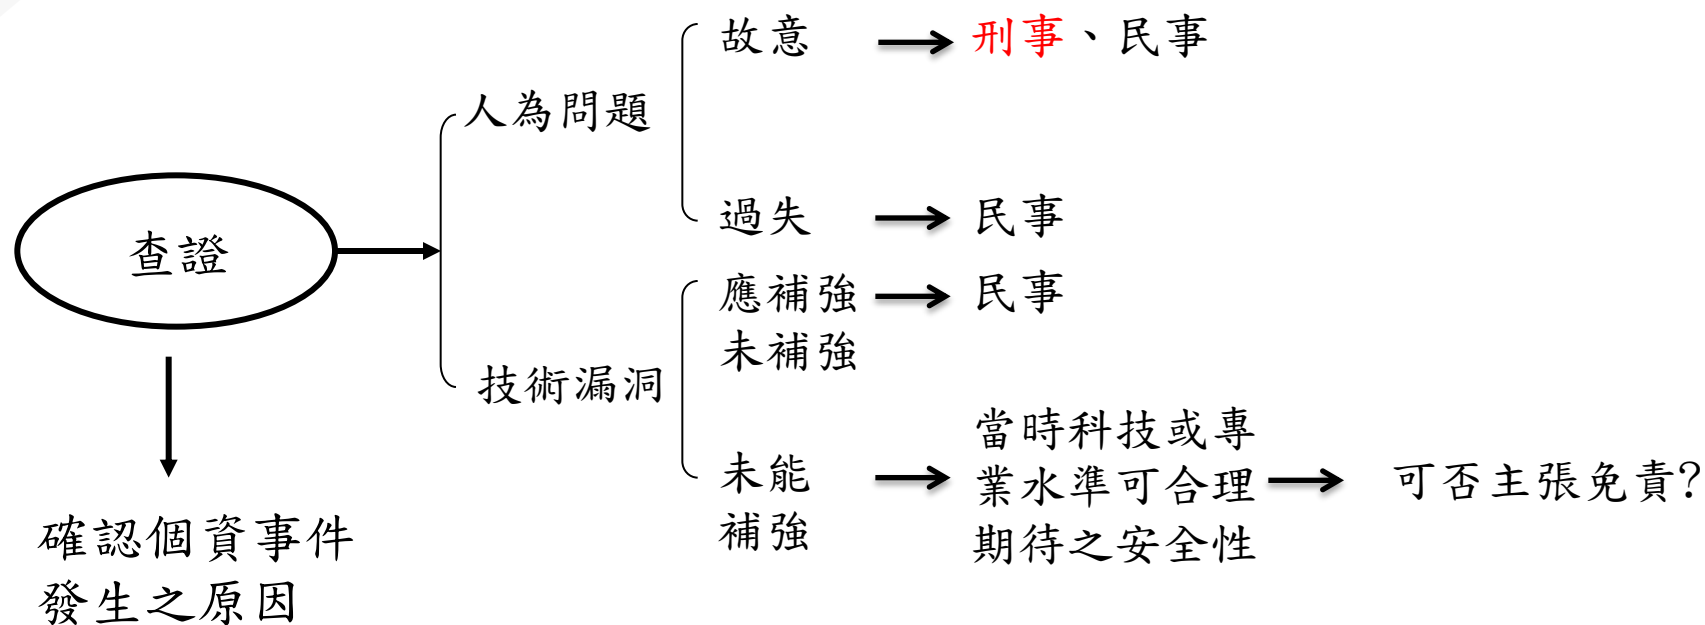 故意
刑事、民事
人為問題
過失
民事
查證
應補強
未補強
民事
技術漏洞
未能
補強
當時科技或專
業水準可合理
期待之安全性
可否主張免責?
確認個資事件
發生之原因